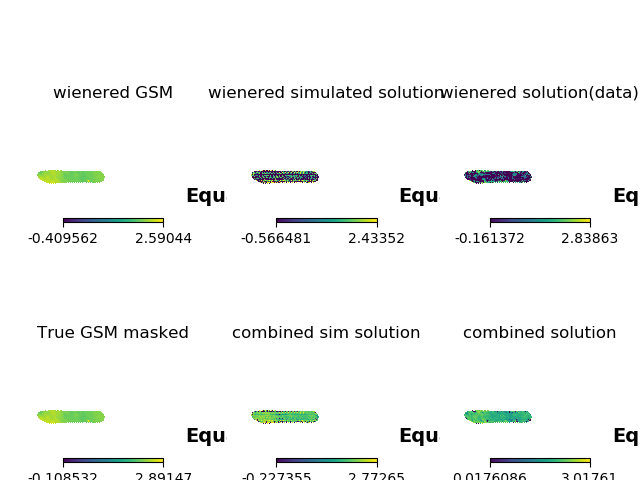 wienered GSM
wienered simulated solution
wienered solution(data)
Equ
Equ
Eq
-0.409562 2.59044
-0.566481 2.43352
-0.161372 2.83863
True GSM masked
combined sim solution
combined solution
Equ
Equ
Eq
-0.108532 2.89147
-0.227355 2.77265
0.0176086 3.01761